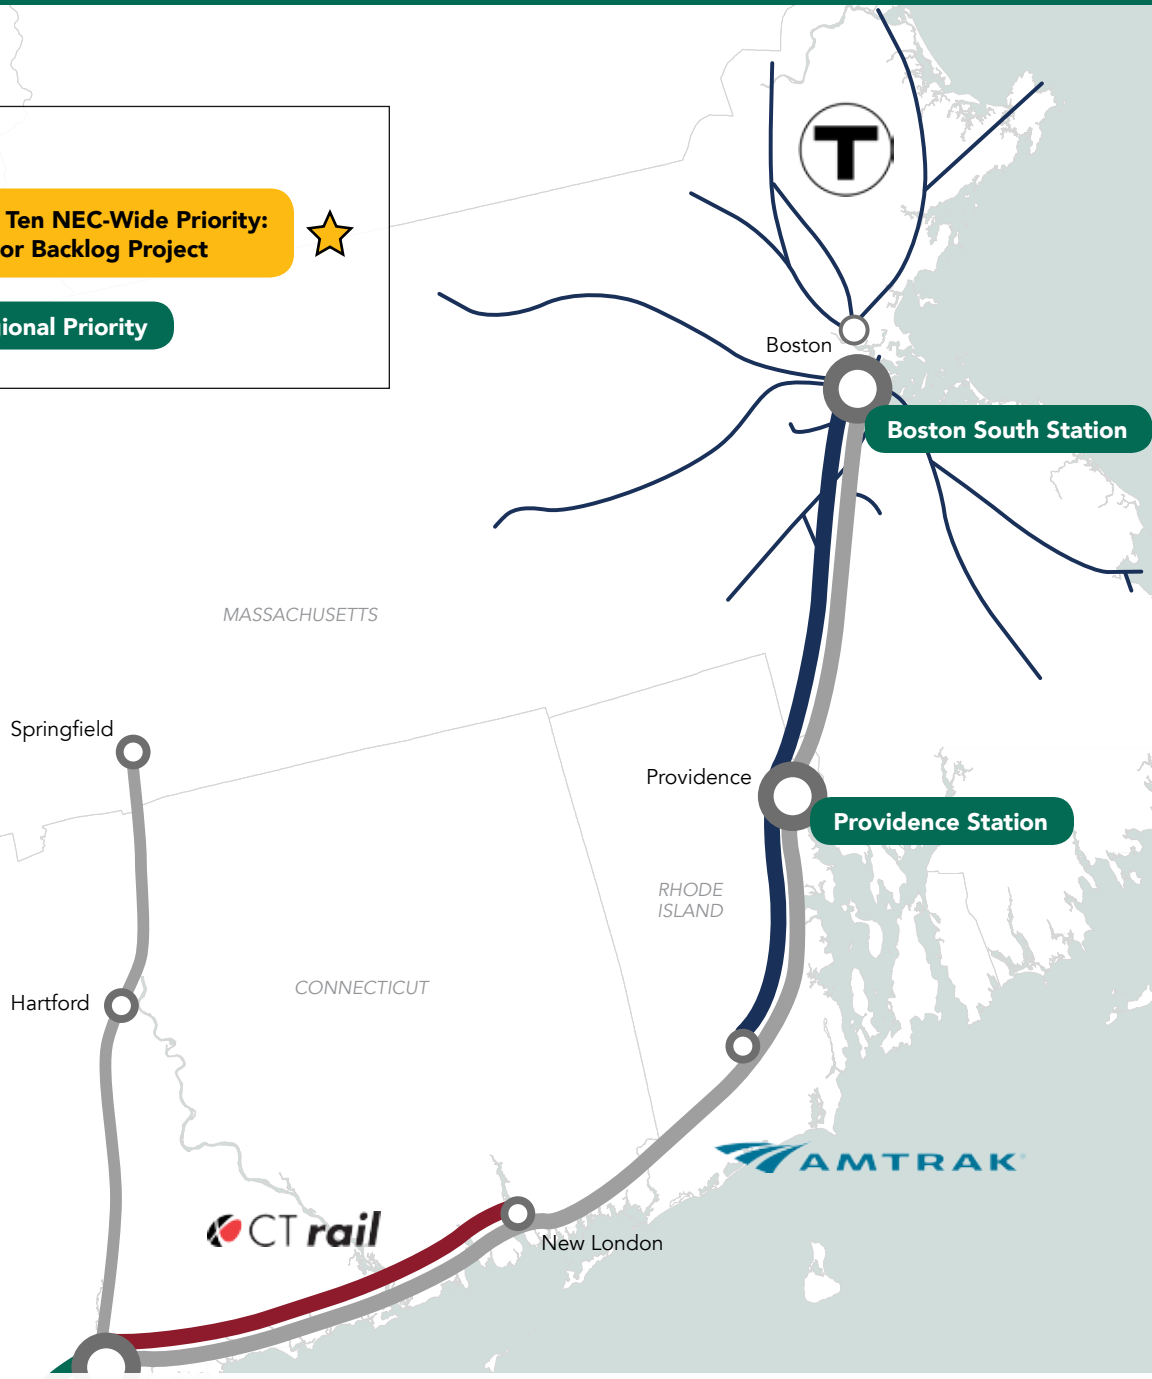 Ten NEC-Wide Priority:
or Backlog Project
ional Priority
T
Boston
Boston South Station
MASSACHUSETTS
Springfield
Providence
Providence Station
RHODE
ISLAND
CONNECTICUT
Hartford
AMTRAK
CT rail
New London